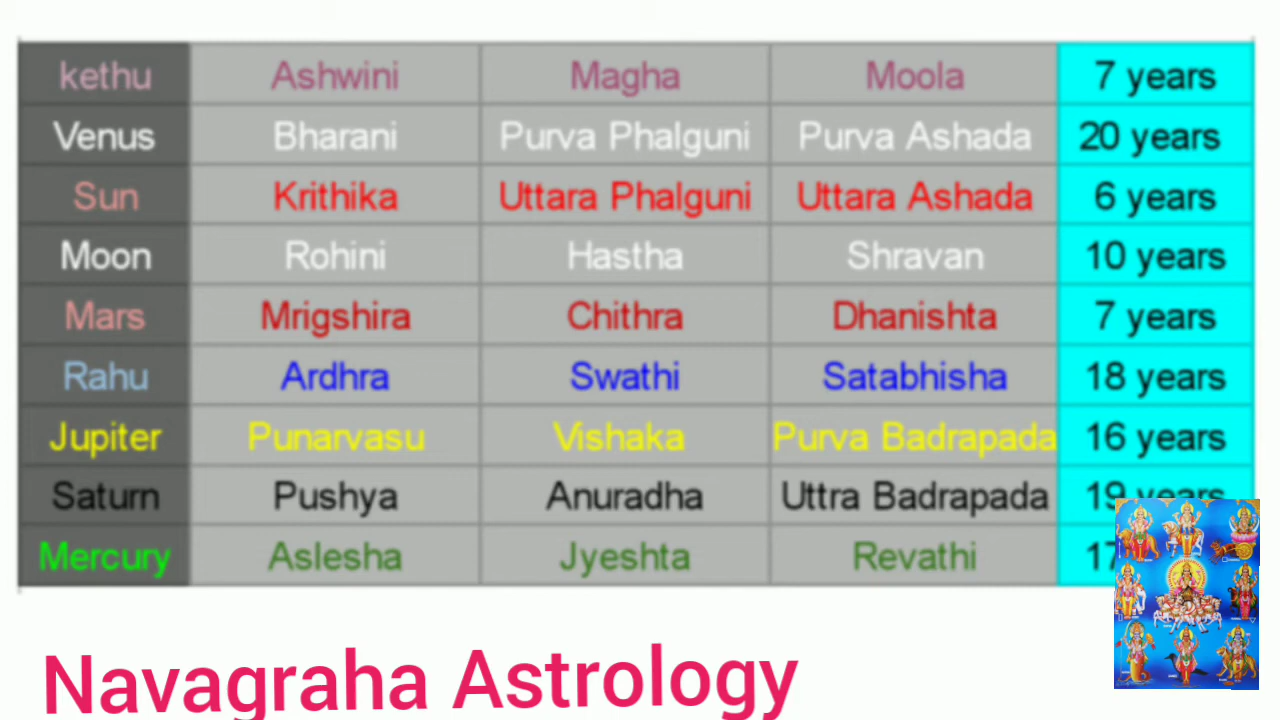 kethu Ashwini Magha Moola 7 years
Venus Bharani Purva Phalguni Purva Ashada 20 years
Sun Krithika Uttara Phalguni Uttara Ashada 6 years
Moon Rohini Hastha Shravan 10 years
Mars Mrigshira Chithra Dhanishta 7 years
Rahu Ardhra Swathi Satabhisha 18 years
Jupiter Punarvasu Vishaka Purva Badrapada 16 years
Saturn Pushya Anuradha Uttra Badrapada 19 years
Mercury Aslesha Jyeshta Revathi 17
Navagraha Astrology